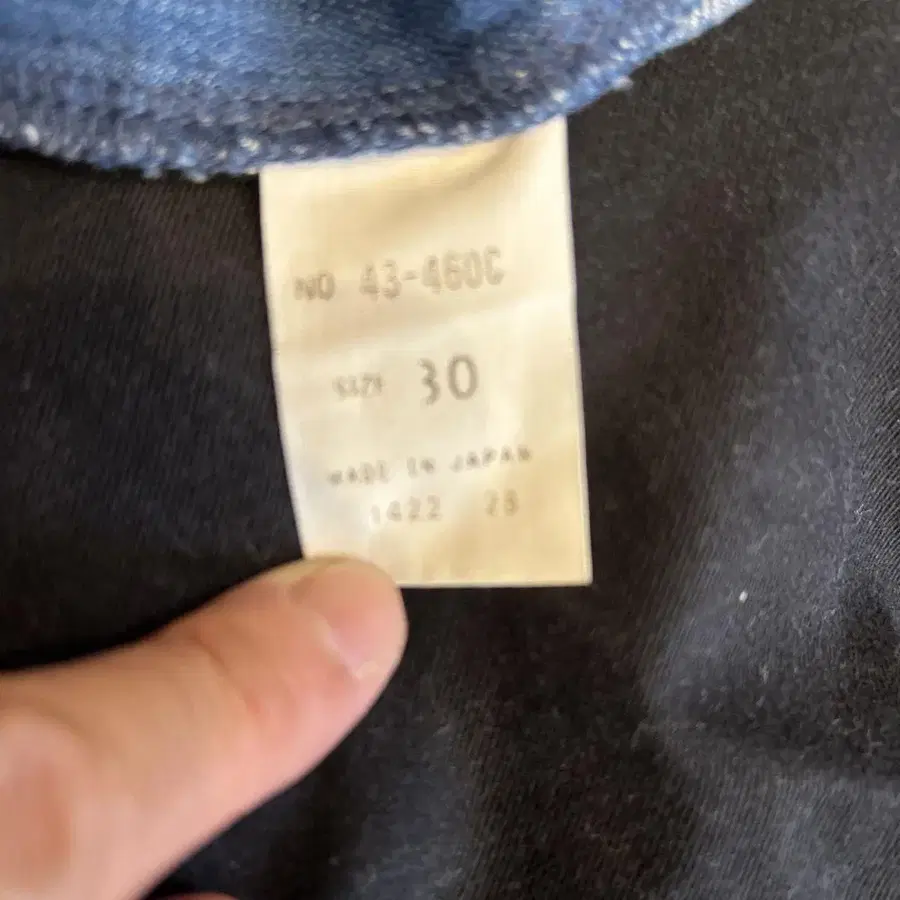 NO 43-460C
SIZE 30
MADE IN JAPAN
1422 23